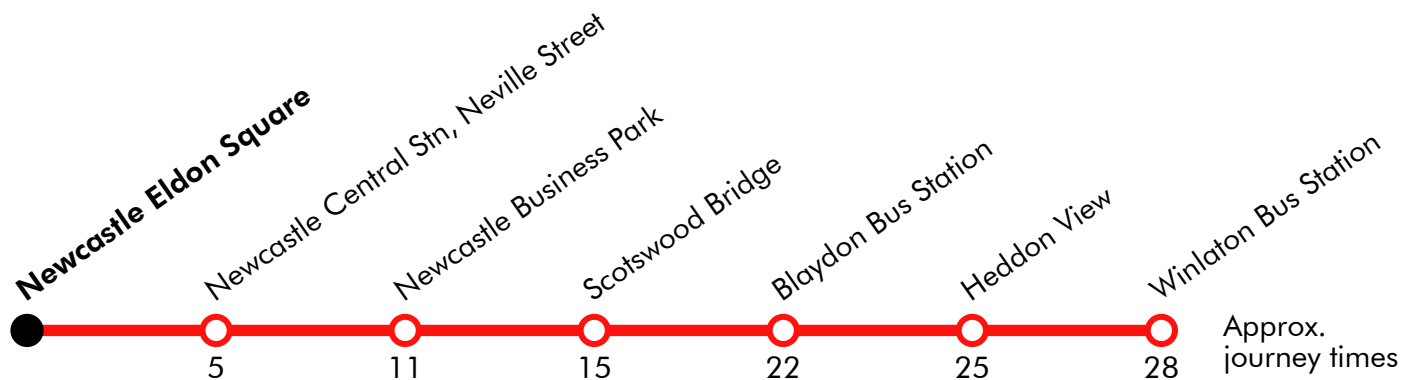 Newcastle Eldon Square
Newcastle Central Stn, Neville Street
Newcastle Business Park
Scotswood Bridge
Blaydon Bus Station
Heddon View
Winlaton Bus Station
5
11
15
22
25
28
Approx.
journey times